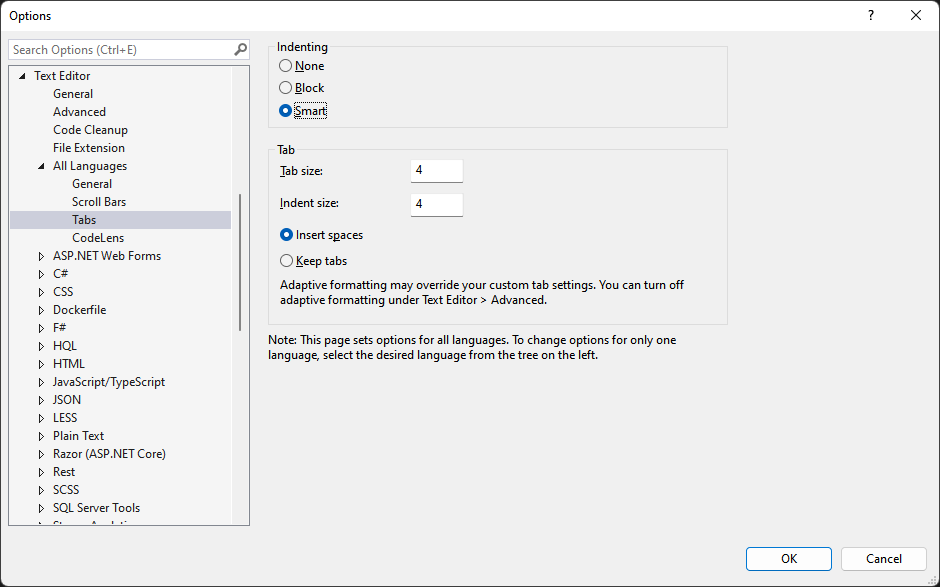 Options
?
Search Options (Ctrl+E)
Text Editor
General
Advanced
Code Cleanup
File Extension
All Languages
General
Scroll Bars
Tabs
CodeLens
ASP.NET Web Forms
C#
CSS
Dockerfile
F#
HQL
HTML
JavaScript/TypeScript
JSON
LESS
Plain Text
Razor (ASP.NET Core)
Rest
SCSS
SQL Server Tools
Indenting
None
Block
Smart
Tab
Tab size: 4
Indent size: 4
Insert spaces
Keep tabs
Adaptive formatting may override your custom tab settings. You can turn off
adaptive formatting under Text Editor > Advanced.
Note: This page sets options for all languages. To change options for only one
language, select the desired language from the tree on the left.
OK Cancel